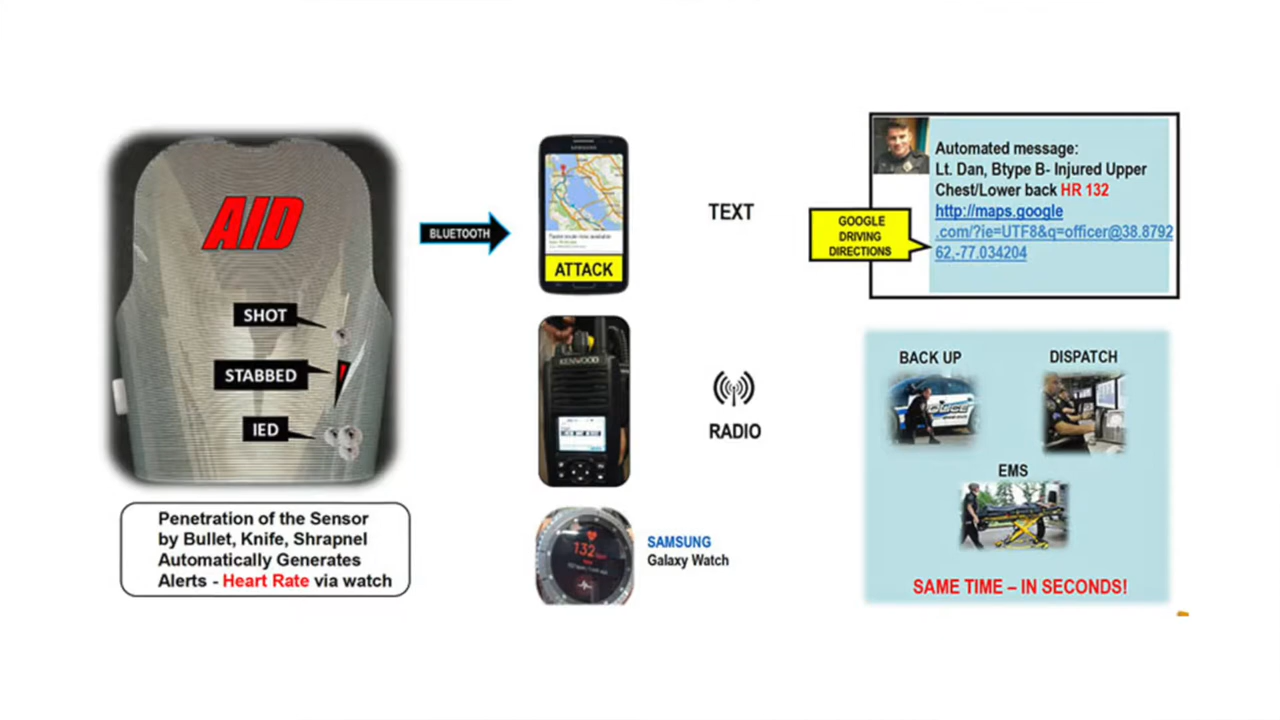 AID
SHOT
STABBED
IED
Penetration of the Sensor
by Bullet, Knife, Shrapnel
Automatically Generates
Alerts - Heart Rate via watch
BLUETOOTH
SAMSUNG
ATTACK
TEXT
KENWOOD
RADIO
132
SAMSUNG
Galaxy Watch
GOOGLE
DRIVING
DIRECTIONS
Automated message:
Lt. Dan, Btype B- Injured Upper
Chest/Lower back HR 132
http://maps.google
.com/?ie=UTF8&q=officer@38.8792
62,-77.034204
BACK UP
DISPATCH
POLICE
EMS
SAME TIME – IN SECONDS!